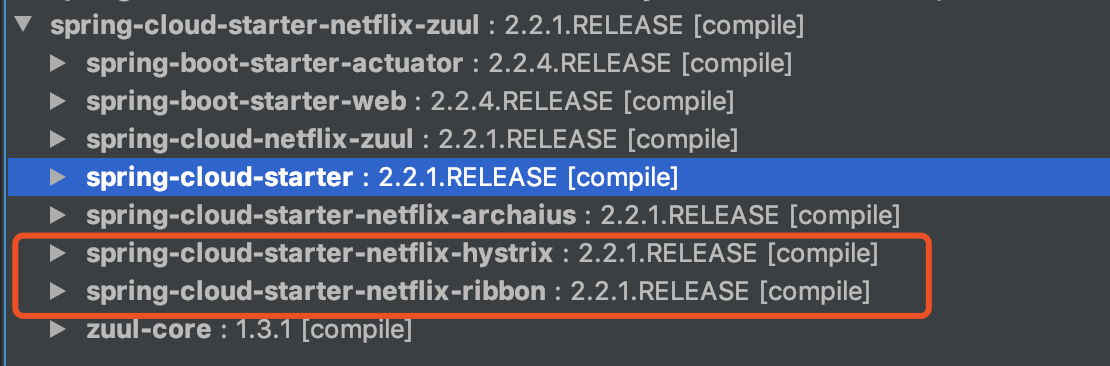 spring-cloud-starter-netflix-zuul : 2.2.1.RELEASE [compile]
spring-boot-starter-actuator : 2.2.4.RELEASE [compile]
spring-boot-starter-web : 2.2.4.RELEASE [compile]
spring-cloud-netflix-zuul : 2.2.1.RELEASE [compile]
spring-cloud-starter : 2.2.1.RELEASE [compile]
spring-cloud-starter-netflix-archaius : 2.2.1.RELEASE [compile]
spring-cloud-starter-netflix-hystrix : 2.2.1.RELEASE [compile]
spring-cloud-starter-netflix-ribbon : 2.2.1.RELEASE [compile]
zuul-core : 1.3.1 [compile]